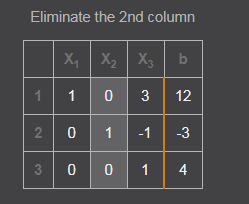 Eliminate the 2nd column
X₁ X₂ X₃ b
1 1 0 3 12
2 0 1 -1 -3
3 0 0 1 4